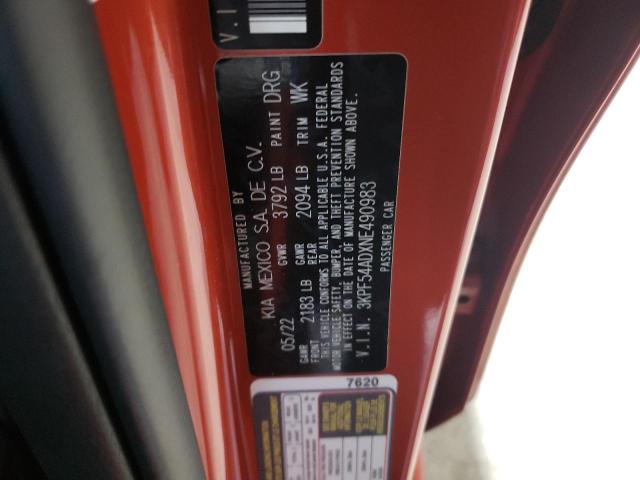 V.I
MANUFACTURED BY
KIA MEXICO S.A. DE C.V.
05/22 GVWR 3792 LB PAINT DRG
GAWR FRONT 2183 LB GAWR REAR 2094 LB TRIM WK
THIS VEHICLE CONFORMS TO ALL APPLICABLE U.S.A. FEDERAL
MOTOR VEHICLE SAFETY, BUMPER, AND THEFT PREVENTION STANDARDS
IN EFFECT ON THE DATE OF MANUFACTURE SHOWN ABOVE.
V.I.N. 3KPF54ADXNE490983
PASSENGER CAR
7620